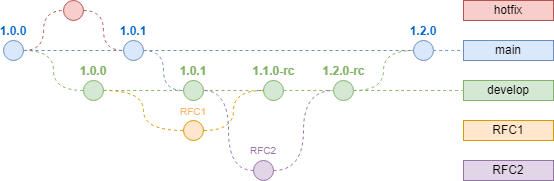 hotfix
1.0.0
1.0.1
1.2.0
main
1.0.0
1.0.1
1.1.0-rc
1.2.0-rc
develop
RFC1
RFC1
RFC2
RFC2